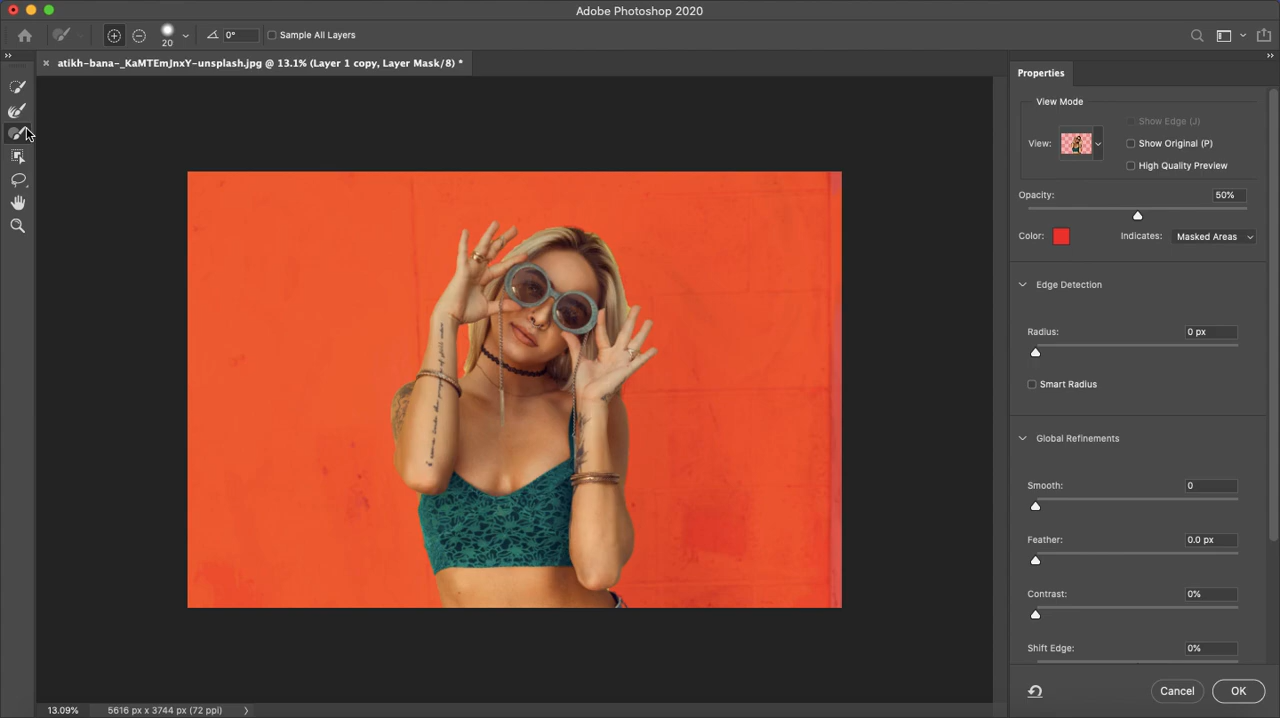 Adobe Photoshop 2020
20
0°
Sample All Layers
atikh-bana-_KaMTEmJnxY-unsplash.jpg @ 13.1% (Layer 1 copy, Layer Mask/8) *
Properties
View Mode
Show Edge (J)
View:
Show Original (P)
High Quality Preview
Opacity:
50%
Color:
Indicates:
Masked Areas
Edge Detection
Radius:
0 px
Smart Radius
Global Refinements
Smooth:
0
Feather:
0.0 px
Contrast:
0%
Shift Edge:
0%
Cancel
OK
13.09%
5616 px x 3744 px (72 ppi)